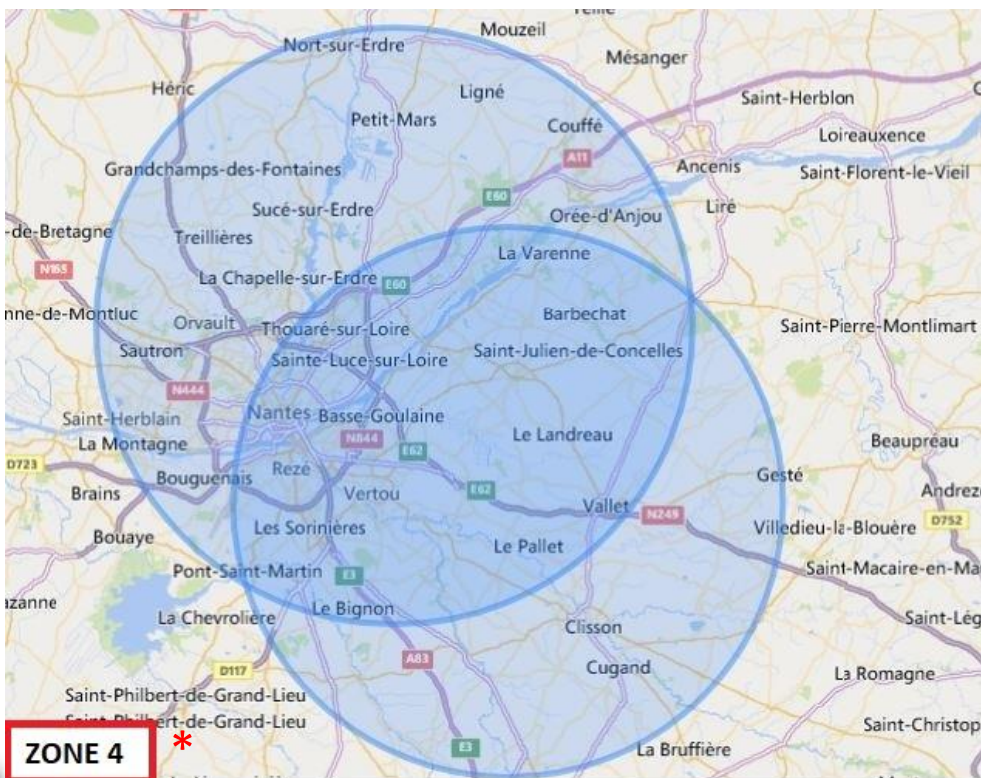 Teillé
Mouzeil
Nort-sur-Erdre
Mésanger
Héric
Ligné
Saint-Herblon
Petit-Mars
Couffé
Loireauxence
A11
Ancenis
Grandchamps-des-Fontaines
Saint-Florent-le-Vieil
E60
Sucé-sur-Erdre
Orée-d'Anjou
Liré
-de-Bretagne
Treillières
La Varenne
N165
La Chapelle-sur-Erdre
E60
nne-de-Montluc
Orvault
Thouaré-sur-Loire
Barbechat
Saint-Pierre-Montlimart
Sautron
Sainte-Luce-sur-Loire
Saint-Julien-de-Concelles
N444
Saint-Herblain
Nantes
Basse-Goulaine
La Montagne
N844
Le Landreau
Beaupréau
E62
D723
Bouguenais
Rezé
Gesté
Brains
Vertou
E62
Andrez
Vallet
N249
D752
Bouaye
Les Sorinières
Villedieu-la-Blouère
Le Pallet
Pont-Saint-Martin
E3
Saint-Macaire-en-Ma
azanne
La Chevrolière
Le Bignon
Saint-Lég
Clisson
A83
D117
Cugand
La Romagne
Saint-Philbert-de-Grand-Lieu
Saint-Philbert-de-Grand-Lieu
Saint-Christop
ZONE 4 *
E3
La Bruffière